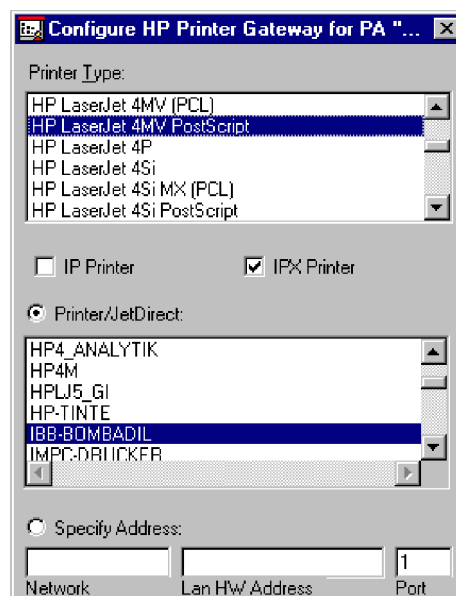 Configure HP Printer Gateway for PA "...
Printer Type:
HP LaserJet 4MV (PCL)
HP LaserJet 4MV PostScript
HP LaserJet 4P
HP LaserJet 4Si
HP LaserJet 4Si MX (PCL)
HP LaserJet 4Si PostScript
IP Printer IPX Printer
Printer/JetDirect:
HP4_ANALYTIK
HP4M
HPLJ5_GI
HP-TINTE
IBB-BOMBADIL
IMPC-DRUCKER
Specify Address:
1
Network Lan HW Address Port